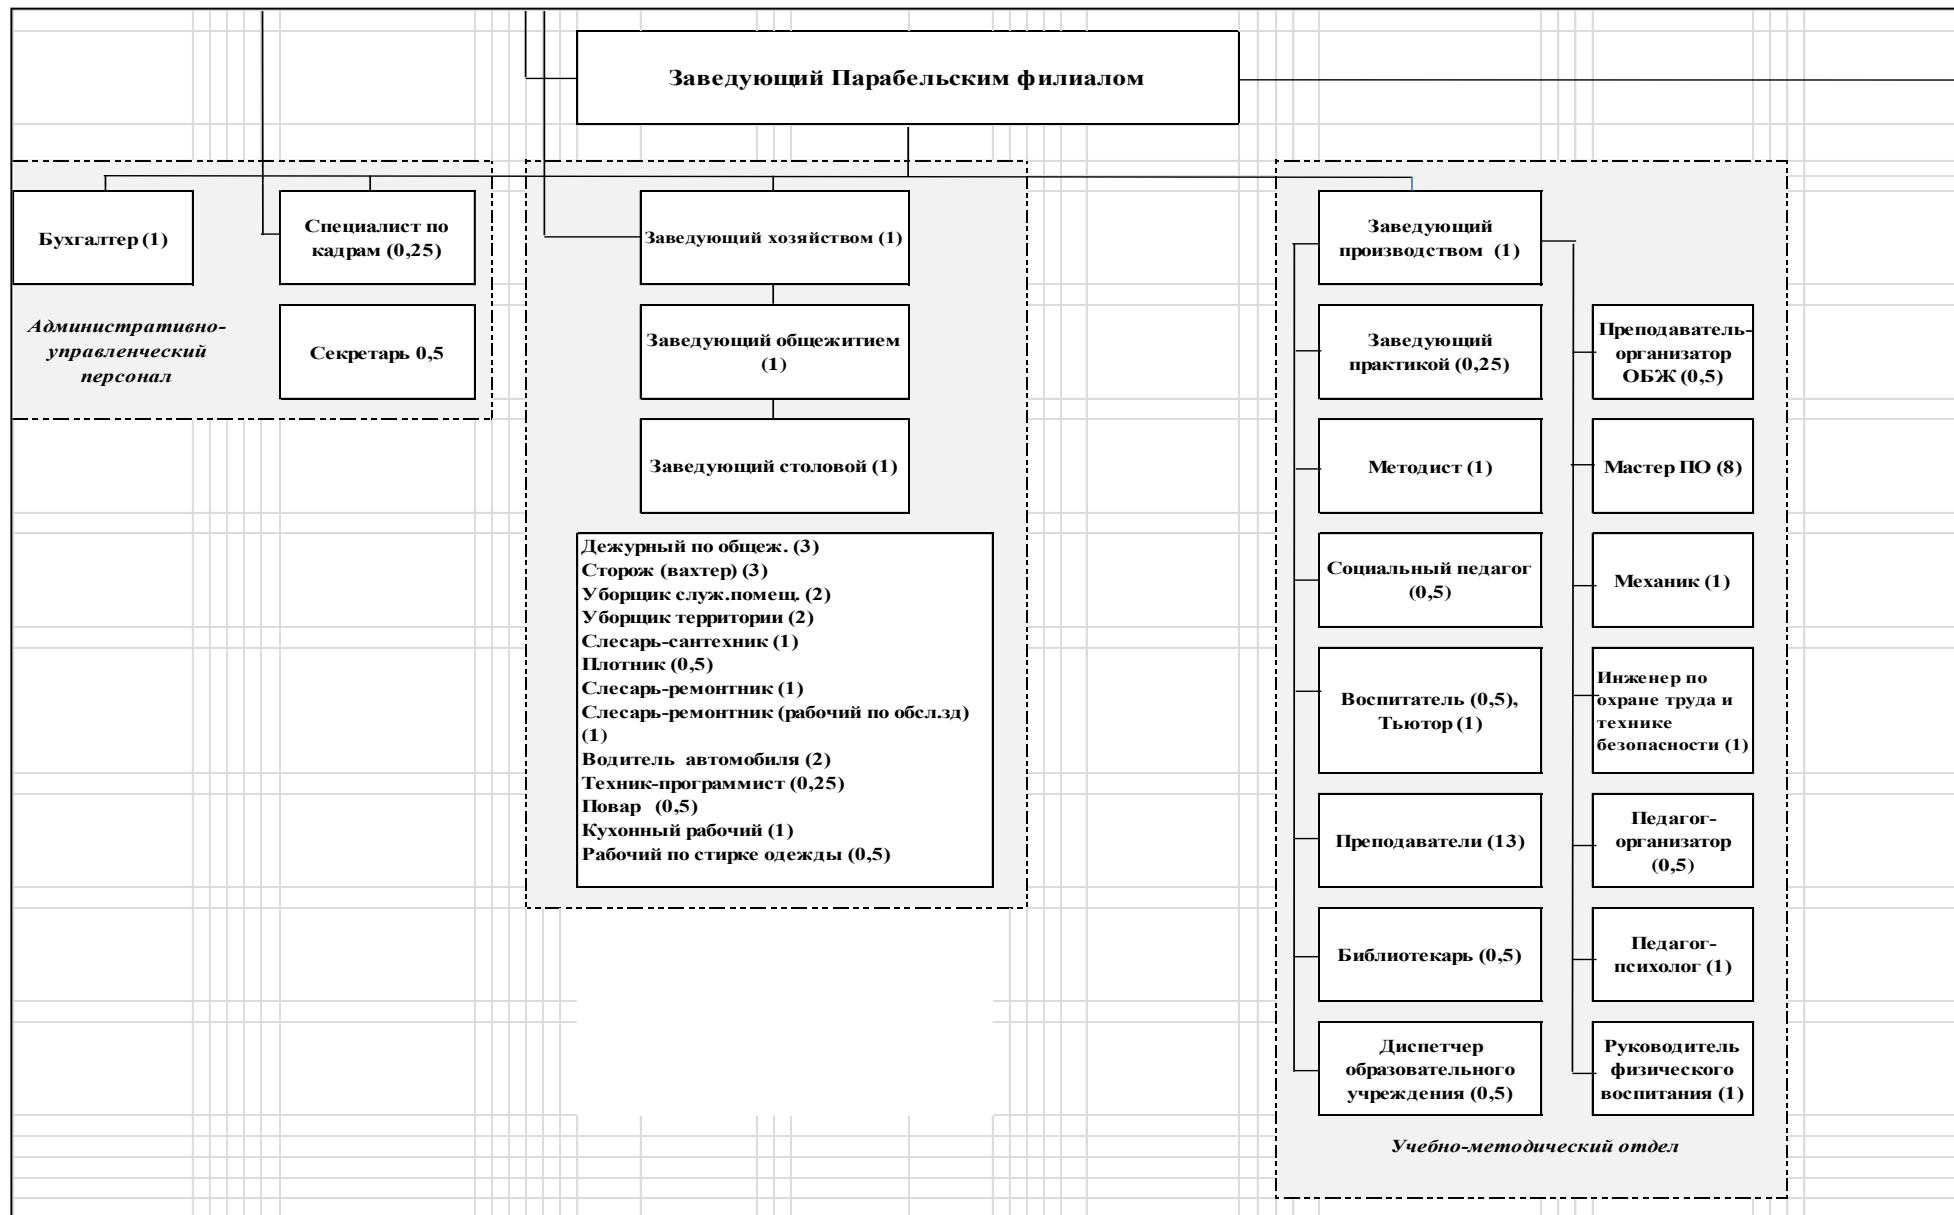 Заведующий Парабельским филиалом
Бухгалтер (1)
Специалист по
кадрам (0,25)
Административно-
управленческий
персонал
Секретарь 0,5
Заведующий хозяйством (1)
Заведующий общежитием
(1)
Заведующий столовой (1)
Дежурный по общеж. (3)
Сторож (вахтер) (3)
Уборщик служ.помещ. (2)
Уборщик территории (2)
Слесарь-сантехник (1)
Плотник (0,5)
Слесарь-ремонтник (1)
Слесарь-ремонтник (рабочий по обсл.зд)
(1)
Водитель автомобиля (2)
Техник-программист (0,25)
Повар (0,5)
Кухонный рабочий (1)
Рабочий по стирке одежды (0,5)
Заведующий
производством (1)
Заведующий
практикой (0,25)
Методист (1)
Социальный педагог
(0,5)
Воспитатель (0,5),
Тьютор (1)
Преподаватели (13)
Библиотекарь (0,5)
Диспетчер
образовательного
учреждения (0,5)
Преподаватель-
организатор
ОБЖ (0,5)
Мастер ПО (8)
Механик (1)
Инженер по
охране труда и
технике
безопасности (1)
Педагог-
организатор
(0,5)
Педагог-
психолог (1)
Руководитель
физического
воспитания (1)
Учебно-методический отдел